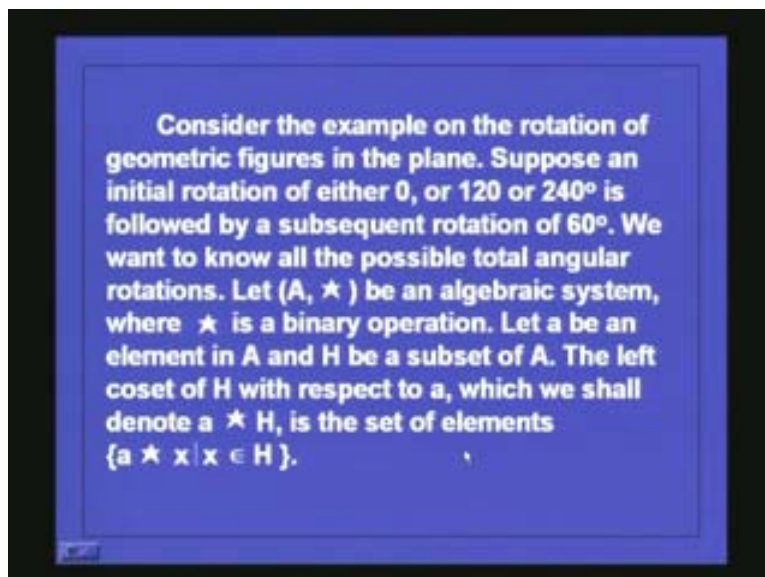 Consider the example on the rotation of
geometric figures in the plane. Suppose an
initial rotation of either 0, or 120 or 240º is
followed by a subsequent rotation of 60º. We
want to know all the possible total angular
rotations. Let (A, ★ ) be an algebraic system,
where ★ is a binary operation. Let a be an
element in A and H be a subset of A. The left
coset of H with respect to a, which we shall
denote a ★ H, is the set of elements
{a ★ x|x ∈ H }.